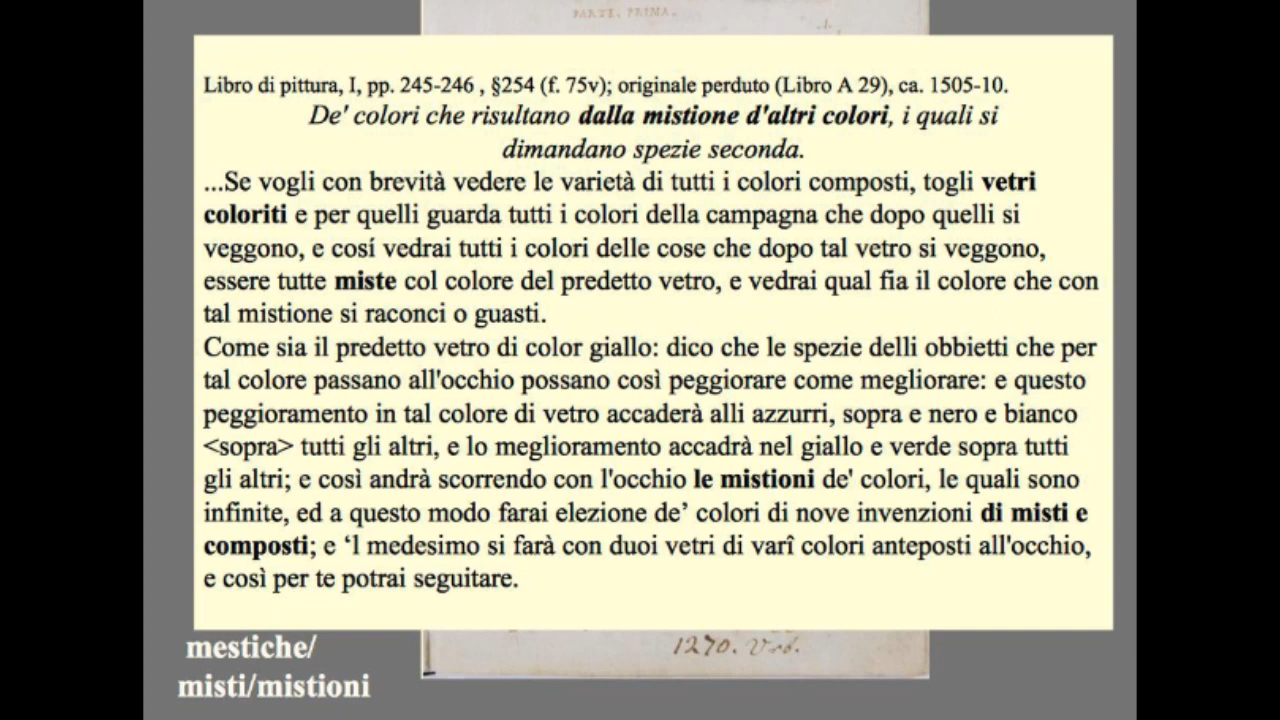 PARTE. PRIMA.
Libro di pittura, I, pp. 245-246 , §254 (f. 75v); originale perduto (Libro A 29), ca. 1505-10.
De' colori che risultano dalla mistione d'altri colori, i quali si
dimandano spezie seconda.
...Se vogli con brevità vedere le varietà di tutti i colori composti, togli vetri
coloriti e per quelli guarda tutti i colori della campagna che dopo quelli si
veggono, e cosí vedrai tutti i colori delle cose che dopo tal vetro si veggono,
essere tutte miste col colore del predetto vetro, e vedrai qual fia il colore che con
tal mistione si raconci o guasti.
Come sia il predetto vetro di color giallo: dico che le spezie delli obbietti che per
tal colore passano all'occhio possano così peggiorare come megliorare: e questo
peggioramento in tal colore di vetro accaderà alli azzurri, sopra e nero e bianco
<sopra> tutti gli altri, e lo meglioramento accadrà nel giallo e verde sopra tutti
gli altri; e così andrà scorrendo con l'occhio le mistioni de' colori, le quali sono
infinite, ed a questo modo farai elezione de’ colori di nove invenzioni di misti e
composti; e ‘l medesimo si farà con duoi vetri di varî colori anteposti all'occhio,
e così per te potrai seguitare.
mestiche/
misti/mistioni
1270. Urb.